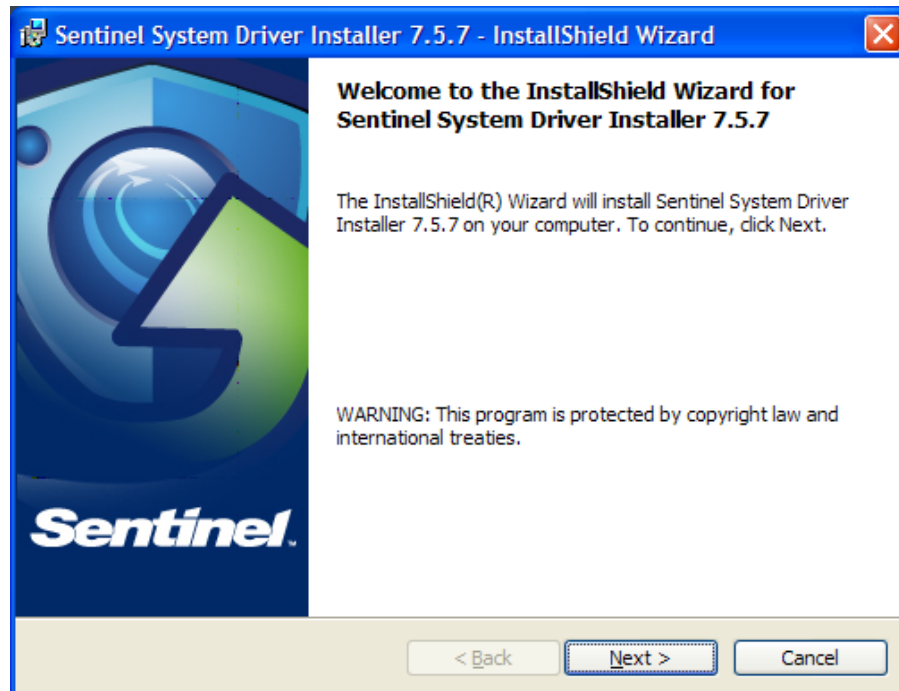 Sentinel System Driver Installer 7.5.7 - InstallShield Wizard
Welcome to the InstallShield Wizard for
Sentinel System Driver Installer 7.5.7
The InstallShield(R) Wizard will install Sentinel System Driver
Installer 7.5.7 on your computer. To continue, click Next.
WARNING: This program is protected by copyright law and
international treaties.
Sentinel™
< Back Next > Cancel